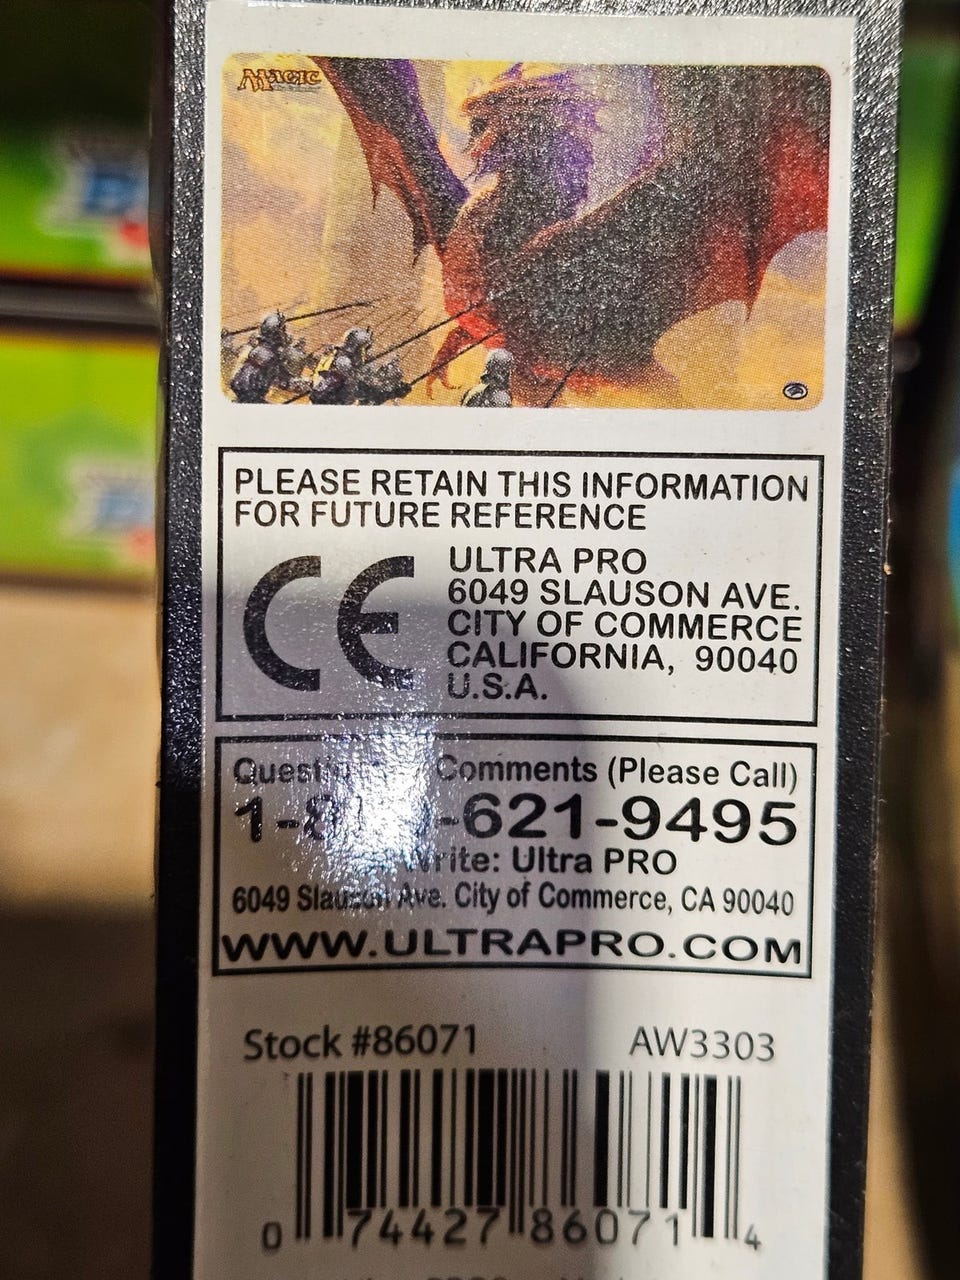 MAGIC
PLEASE RETAIN THIS INFORMATION
FOR FUTURE REFERENCE
CE
ULTRA PRO
6049 SLAUSON AVE.
CITY OF COMMERCE
CALIFORNIA, 90040
U.S.A.
Comments (Please Call)
-621-9495
Write: Ultra PRO
6049 Slauson Ave. City of Commerce, CA 90040
WWW.ULTRAPRO.COM
Stock #86071 AW3303
0 74427 86071 4